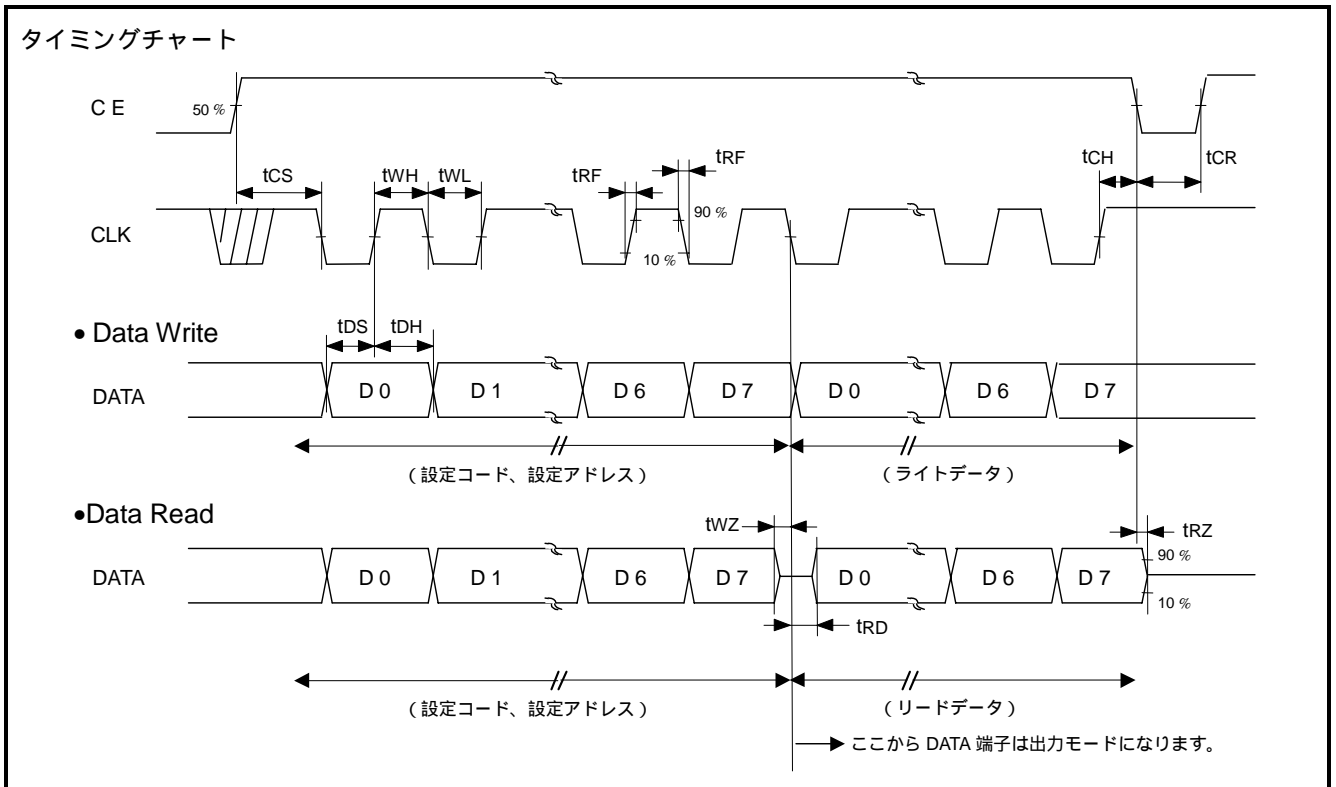 タイミングチャート
C E
50 %
tCS
tWH
tWL
tRF
tRF
tCH
tCR
CLK
90 %
10 %
• Data Write
tDS
tDH
DATA
D 0
D 1
D 6
D 7
D 0
D 6
D 7
（設定コード、設定アドレス）
（ライトデータ）
•Data Read
tWZ
tRZ
DATA
D 0
D 1
D 6
D 7
D 0
D 6
D 7
90 %
10 %
tRD
（設定コード、設定アドレス）
（リードデータ）
ここから DATA 端子は出力モードになります。